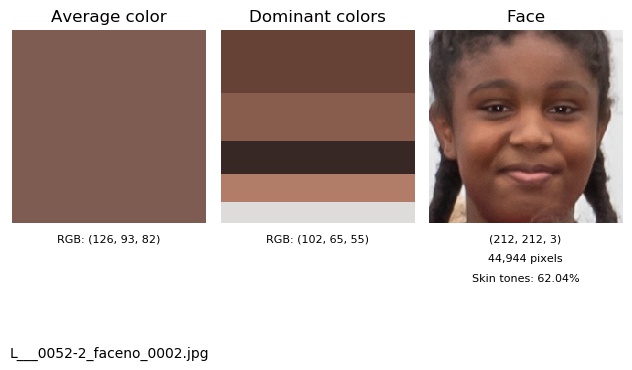 Average color
Dominant colors
Face
RGB: (126, 93, 82)
RGB: (102, 65, 55)
(212, 212, 3)
44,944 pixels
Skin tones: 62.04%
L___0052-2_faceno_0002.jpg